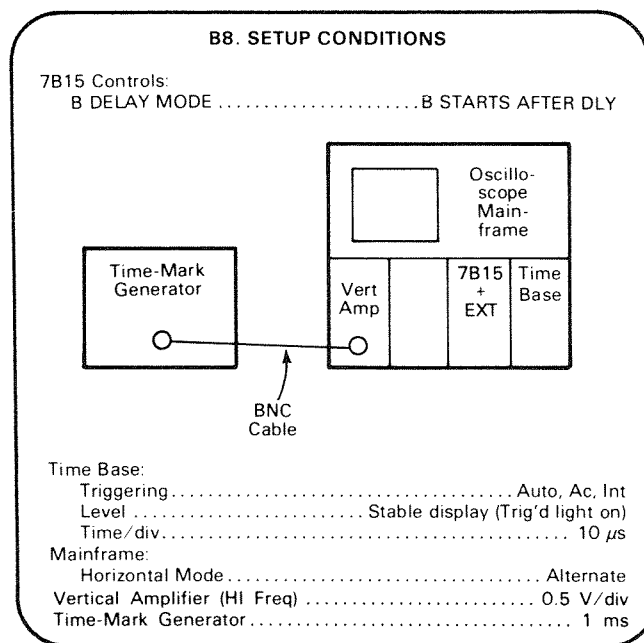 B8. SETUP CONDITIONS
7B15 Controls:
B DELAY MODE ..................... B STARTS AFTER DLY
Oscillo-
scope
Main-
frame
Time-Mark
Generator
Vert
Amp
7B15
+
EXT
Time
Base
BNC
Cable
Time Base:
Triggering ................................... Auto, Ac, Int
Level ....................... Stable display (Trig'd light on)
Time/div ........................................ 10 μs
Mainframe:
Horizontal Mode ............................... Alternate
Vertical Amplifier (HI Freq) ....................... 0.5 V/div
Time-Mark Generator ............................... 1 ms